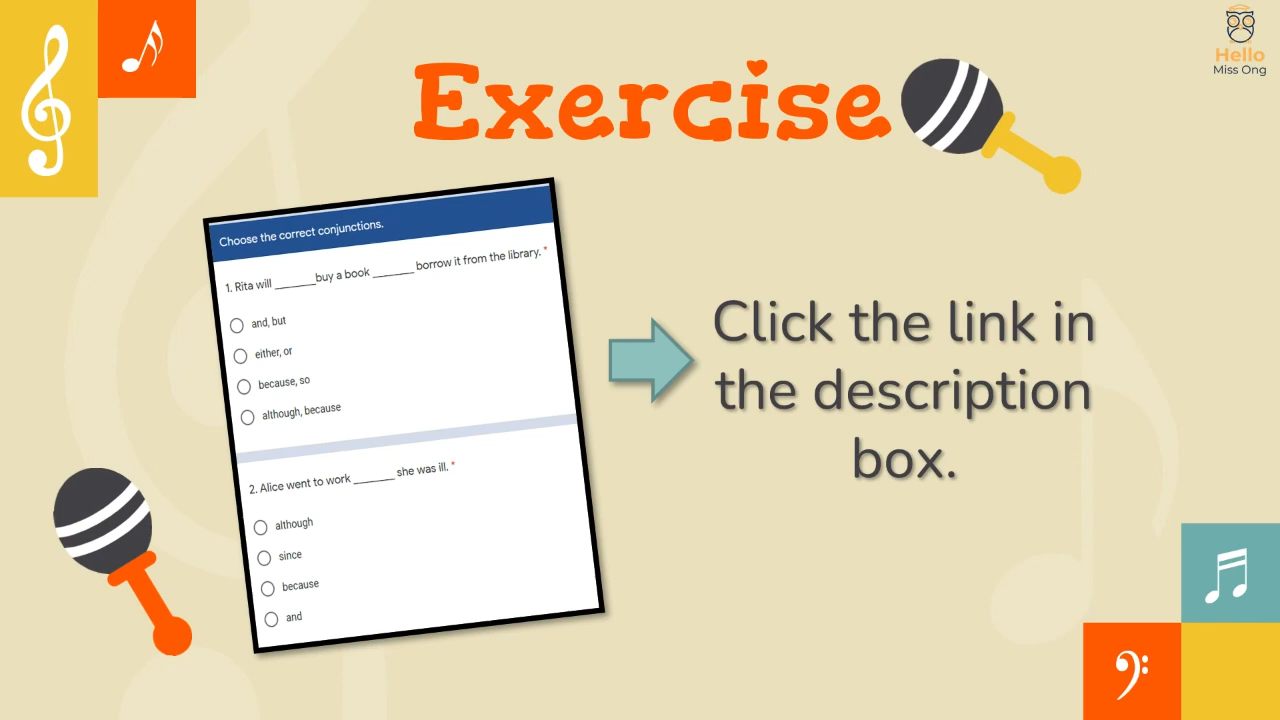 Hello
Miss Ong
Exercise
Choose the correct conjunctions.
1. Rita will _______buy a book _______ borrow it from the library. *
and, but
either, or
because, so
although, because
2. Alice went to work _______ she was ill. *
although
since
because
and
Click the link in
the description
box.